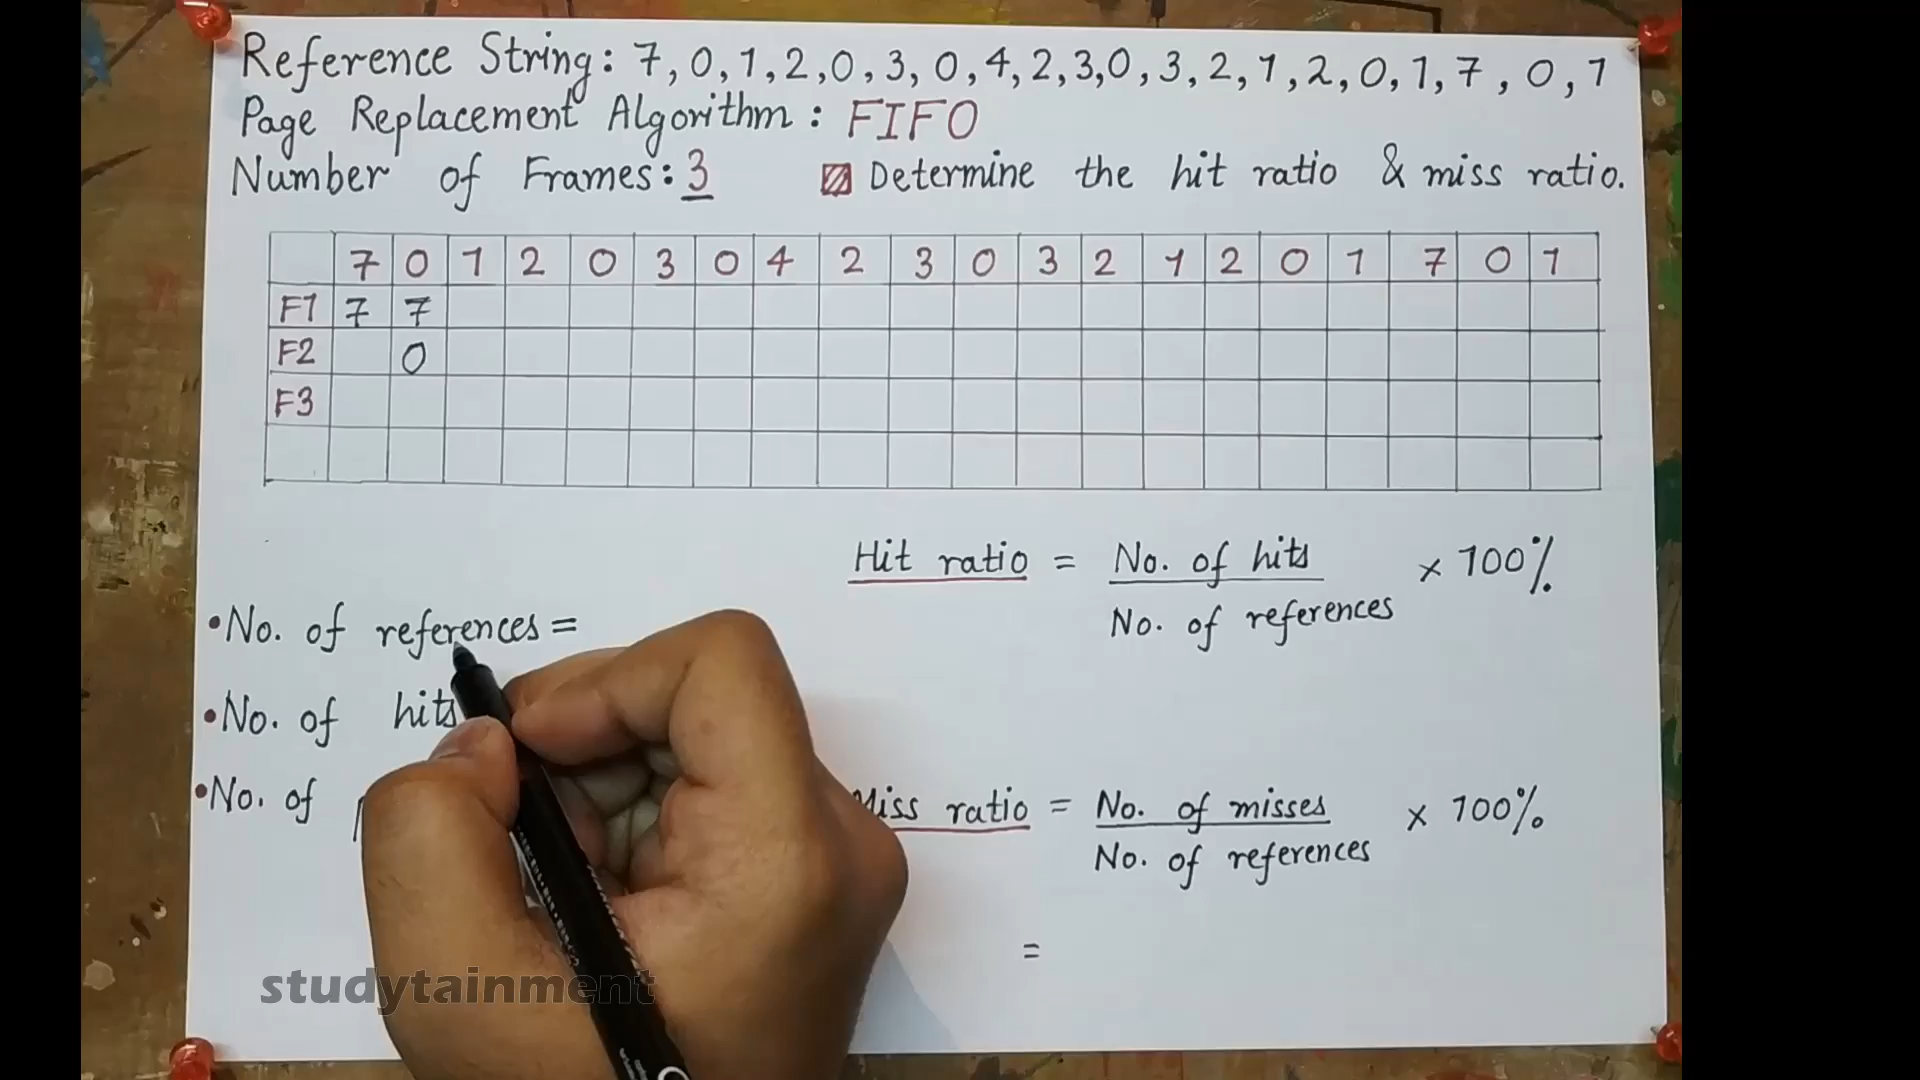 Reference String: 7, 0, 1, 2, 0, 3, 0, 4, 2, 3, 0, 3, 2, 1, 2, 0, 1, 7, 0, 1
Page Replacement Algorithm: FIFO
Number of Frames: 3 Determine the hit ratio & miss ratio.
7 0 1 2 0 3 0 4 2 3 0 3 2 1 2 0 1 7 0 1
F1 7 7
F2 0
F3
Hit ratio = No. of hits × 100%
No. of references
•No. of references =
•No. of hits
•No. of
Miss ratio = No. of misses × 100%
No. of references
=
studytainment